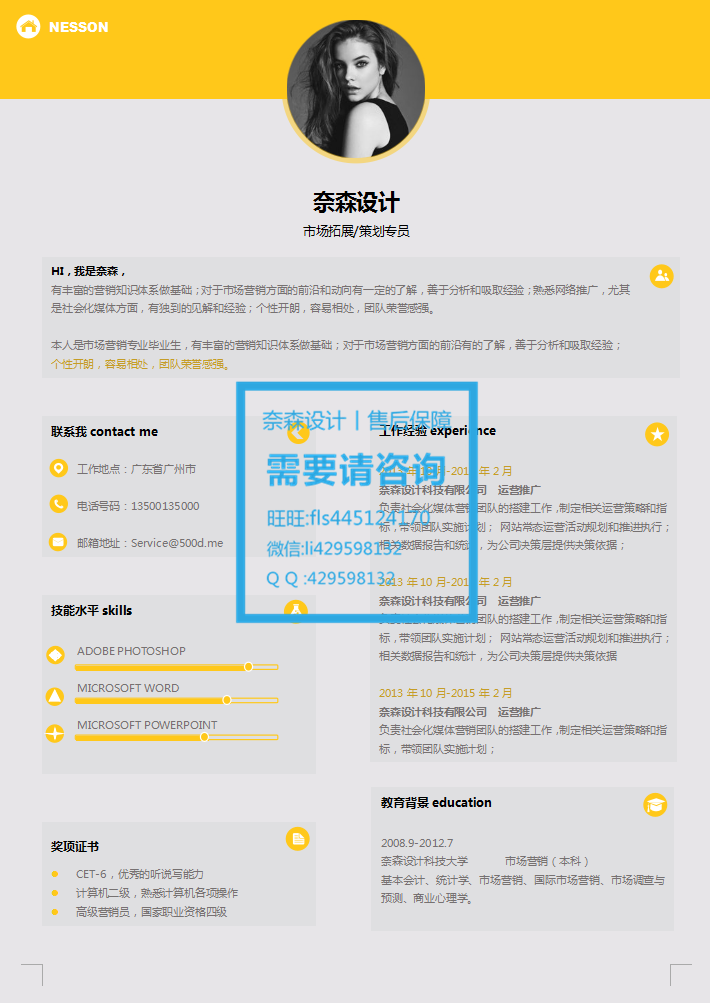 NESSON
奈森设计
市场拓展/策划专员
HI，我是奈森，
有丰富的营销知识体系做基础；对于市场营销方面的前沿和动向有一定的了解，善于分析和吸取经验；熟悉网络推广，尤其
是社会化媒体方面，有独到的见解和经验；个性开朗，容易相处，团队荣誉感强。
本人是市场营销专业毕业生，有丰富的营销知识体系做基础；对于市场营销方面的前沿有的了解，善于分析和吸取经验；
个性开朗，容易相处，团队荣誉感强。
联系我 contact me
工作地点：广东省广州市
电话号码：13500135000
邮箱地址：Service@500d.me
技能水平 skills
ADOBE PHOTOSHOP
MICROSOFT WORD
MICROSOFT POWERPOINT
奖项证书
CET-6，优秀的听说写能力
计算机二级，熟悉计算机各项操作
高级营销员，国家职业资格四级
奈森设计丨售后保障
需要请咨询
旺旺:fls445124170
微信:li429598132
Q Q :429598132
工作经验 experience
年 2 月
奈森设计科技有限公司 运营推广
负责社会化媒体营销团队的搭建工作，制定相关运营策略和指
标，带领团队实施计划； 网站常态运营活动规划和推进执行；
相关数据报告和统计，为公司决策层提供决策依据；
2013 年 10 月-201 年 2 月
奈森设计科技有限公司 运营推广
负责社会化媒体营销团队的搭建工作，制定相关运营策略和指
标，带领团队实施计划； 网站常态运营活动规划和推进执行；
相关数据报告和统计，为公司决策层提供决策依据
2013 年 10 月-2015 年 2 月
奈森设计科技有限公司 运营推广
负责社会化媒体营销团队的搭建工作，制定相关运营策略和指
标，带领团队实施计划；
教育背景 education
2008.9-2012.7
奈森设计科技大学 市场营销（本科）
基本会计、统计学、市场营销、国际市场营销、市场调查与
预测、商业心理学。